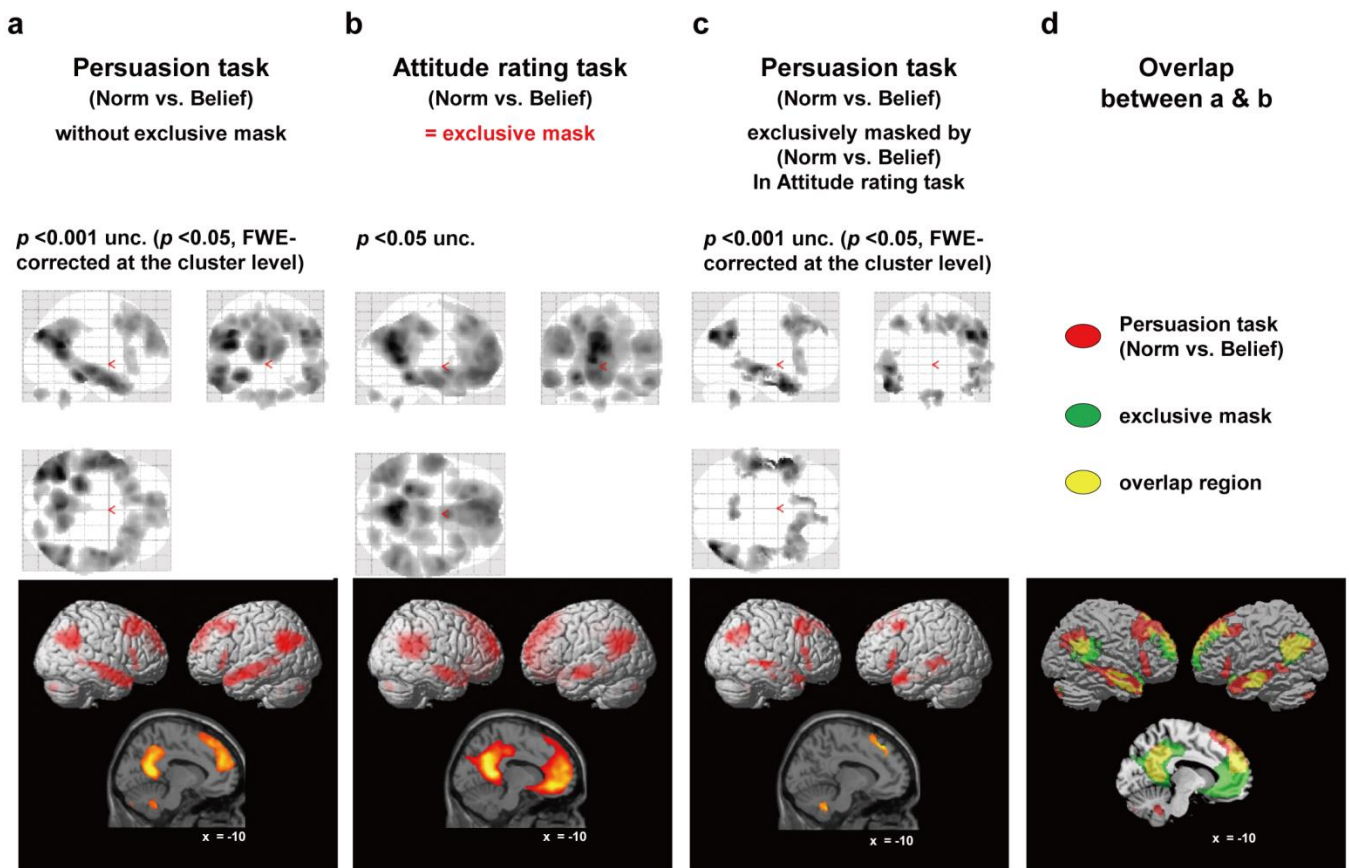 a
Persuasion task
(Norm vs. Belief)
without exclusive mask
p <0.001 unc. (p <0.05, FWE-
corrected at the cluster level)
<
<
<
x = -10
b
Attitude rating task
(Norm vs. Belief)
= exclusive mask
p <0.05 unc.
<
<
<
x = -10
c
Persuasion task
(Norm vs. Belief)
exclusively masked by
(Norm vs. Belief)
In Attitude rating task
p <0.001 unc. (p <0.05, FWE-
corrected at the cluster level)
<
<
<
x = -10
d
Overlap
between a & b
Persuasion task
(Norm vs. Belief)
exclusive mask
overlap region
x = -10